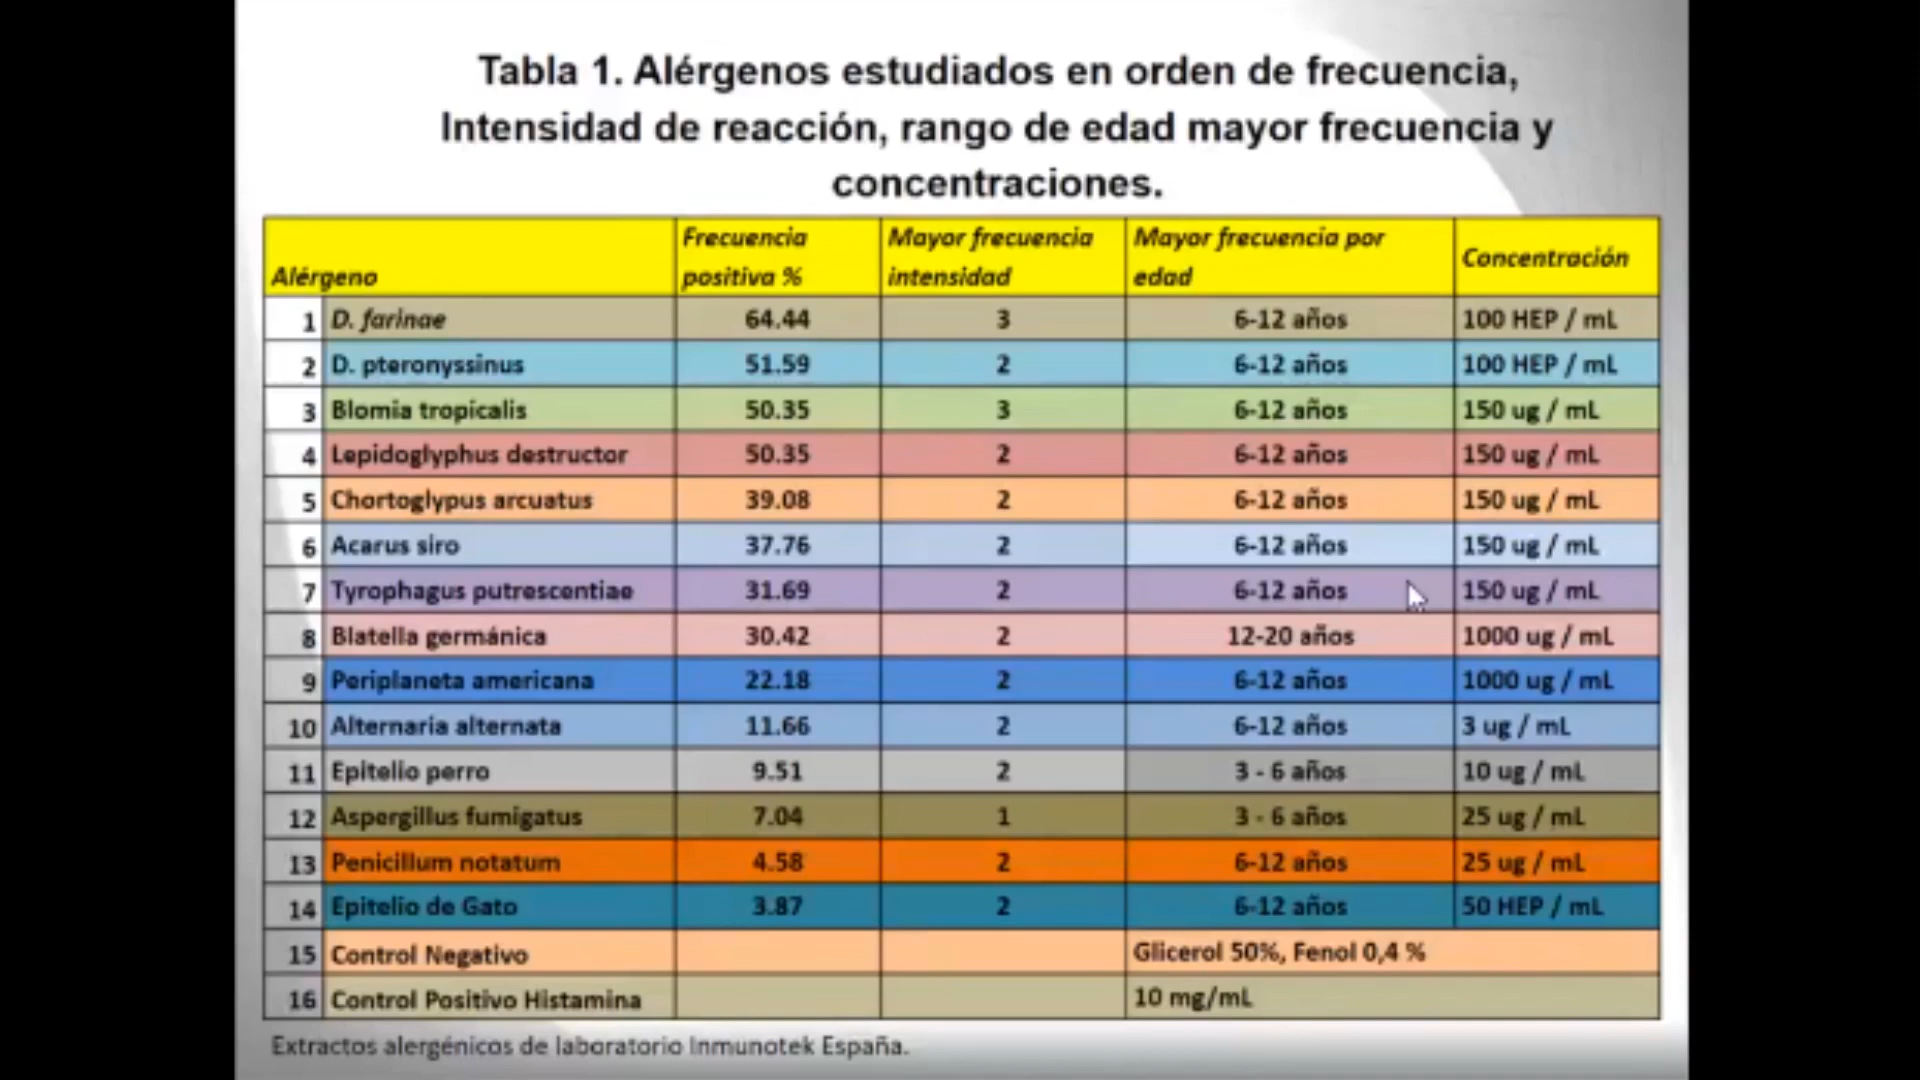 Tabla 1. Alérgenos estudiados en orden de frecuencia,
Intensidad de reacción, rango de edad mayor frecuencia y
concentraciones.
Alérgeno Frecuencia positiva % Mayor frecuencia intensidad Mayor frecuencia por edad Concentración
1 D. farinae 64.44 3 6-12 años 100 HEP / mL
2 D. pteronyssinus 51.59 2 6-12 años 100 HEP / mL
3 Blomia tropicalis 50.35 3 6-12 años 150 ug / mL
4 Lepidoglyphus destructor 50.35 2 6-12 años 150 ug / mL
5 Chortoglypus arcuatus 39.08 2 6-12 años 150 ug / mL
6 Acarus siro 37.76 2 6-12 años 150 ug / mL
7 Tyrophagus putrescentiae 31.69 2 6-12 años 150 ug / mL
8 Blatella germánica 30.42 2 12-20 años 1000 ug / mL
9 Periplaneta americana 22.18 2 6-12 años 1000 ug / mL
10 Alternaria alternata 11.66 2 6-12 años 3 ug / mL
11 Epitelio perro 9.51 2 3 - 6 años 10 ug / mL
12 Aspergillus fumigatus 7.04 1 3 - 6 años 25 ug / mL
13 Penicillum notatum 4.58 2 6-12 años 25 ug / mL
14 Epitelio de Gato 3.87 2 6-12 años 50 HEP / mL
15 Control Negativo Glicerol 50%, Fenol 0,4 %
16 Control Positivo Histamina 10 mg/mL
Extractos alergénicos de laboratorio Inmunotek España.